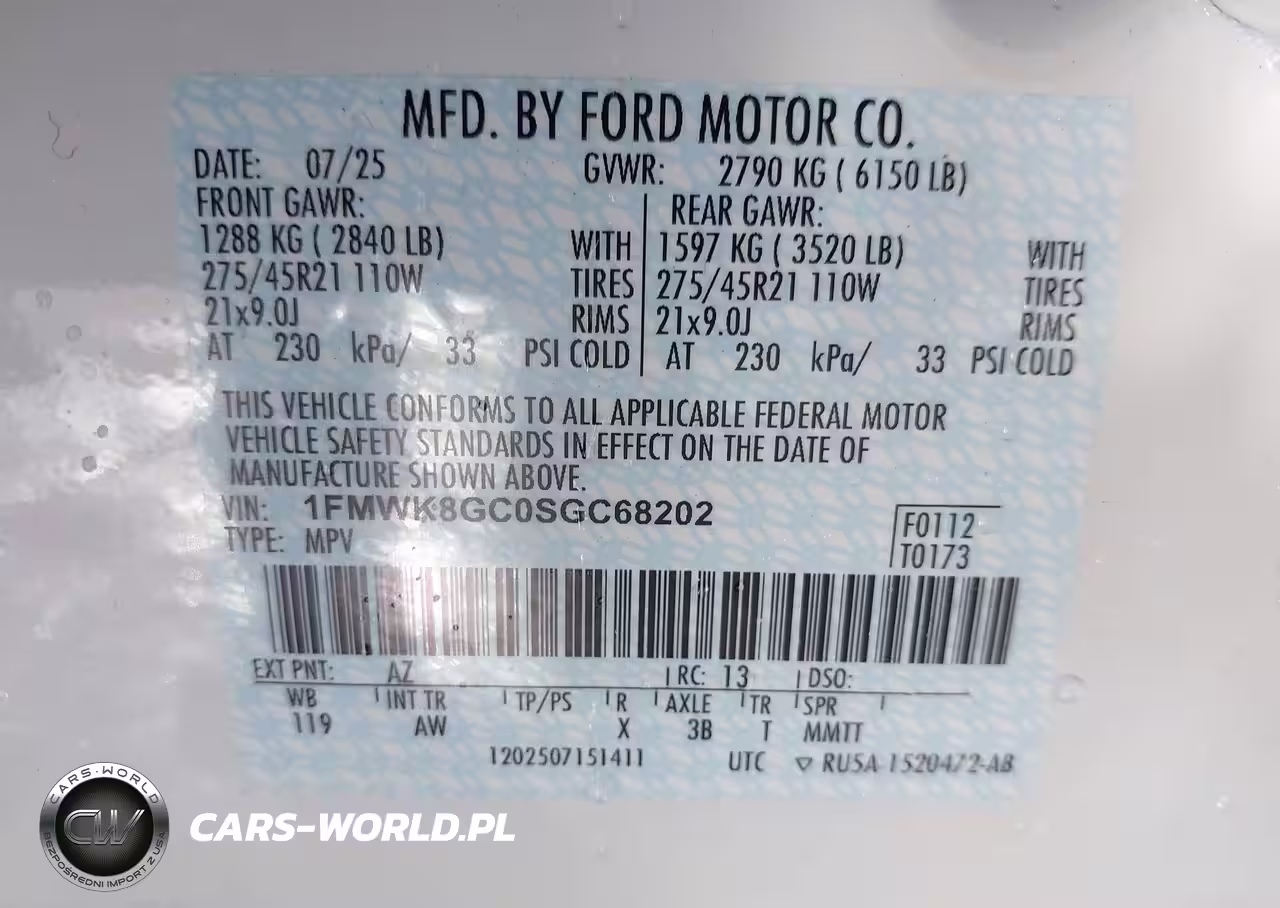 MFD. BY FORD MOTOR CO.
DATE: 07/25 GVWR: 2790 KG ( 6150 LB)
FRONT GAWR: REAR GAWR:
1288 KG ( 2840 LB) WITH 1597 KG ( 3520 LB) WITH
275/45R21 110W TIRES 275/45R21 110W TIRES
21x9.0J RIMS 21x9.0J RIMS
AT 230 kPa/ 33 PSI COLD AT 230 kPa/ 33 PSI COLD
THIS VEHICLE CONFORMS TO ALL APPLICABLE FEDERAL MOTOR
VEHICLE SAFETY STANDARDS IN EFFECT ON THE DATE OF
MANUFACTURE SHOWN ABOVE.
VIN: 1FMWK8GC0SGC68202
F0112
TYPE: MPV
T0173
EXT PNT: AZ RC: 13 DSO:
WB INT TR TP/PS R AXLE TR SPR
119 AW X 3B T MMTT
1202507151411 UTC ▽ RU5A 1520472-AB
CARS-WORLD
CW
BEZPOŚREDNI IMPORT Z USA
CARS-WORLD.PL